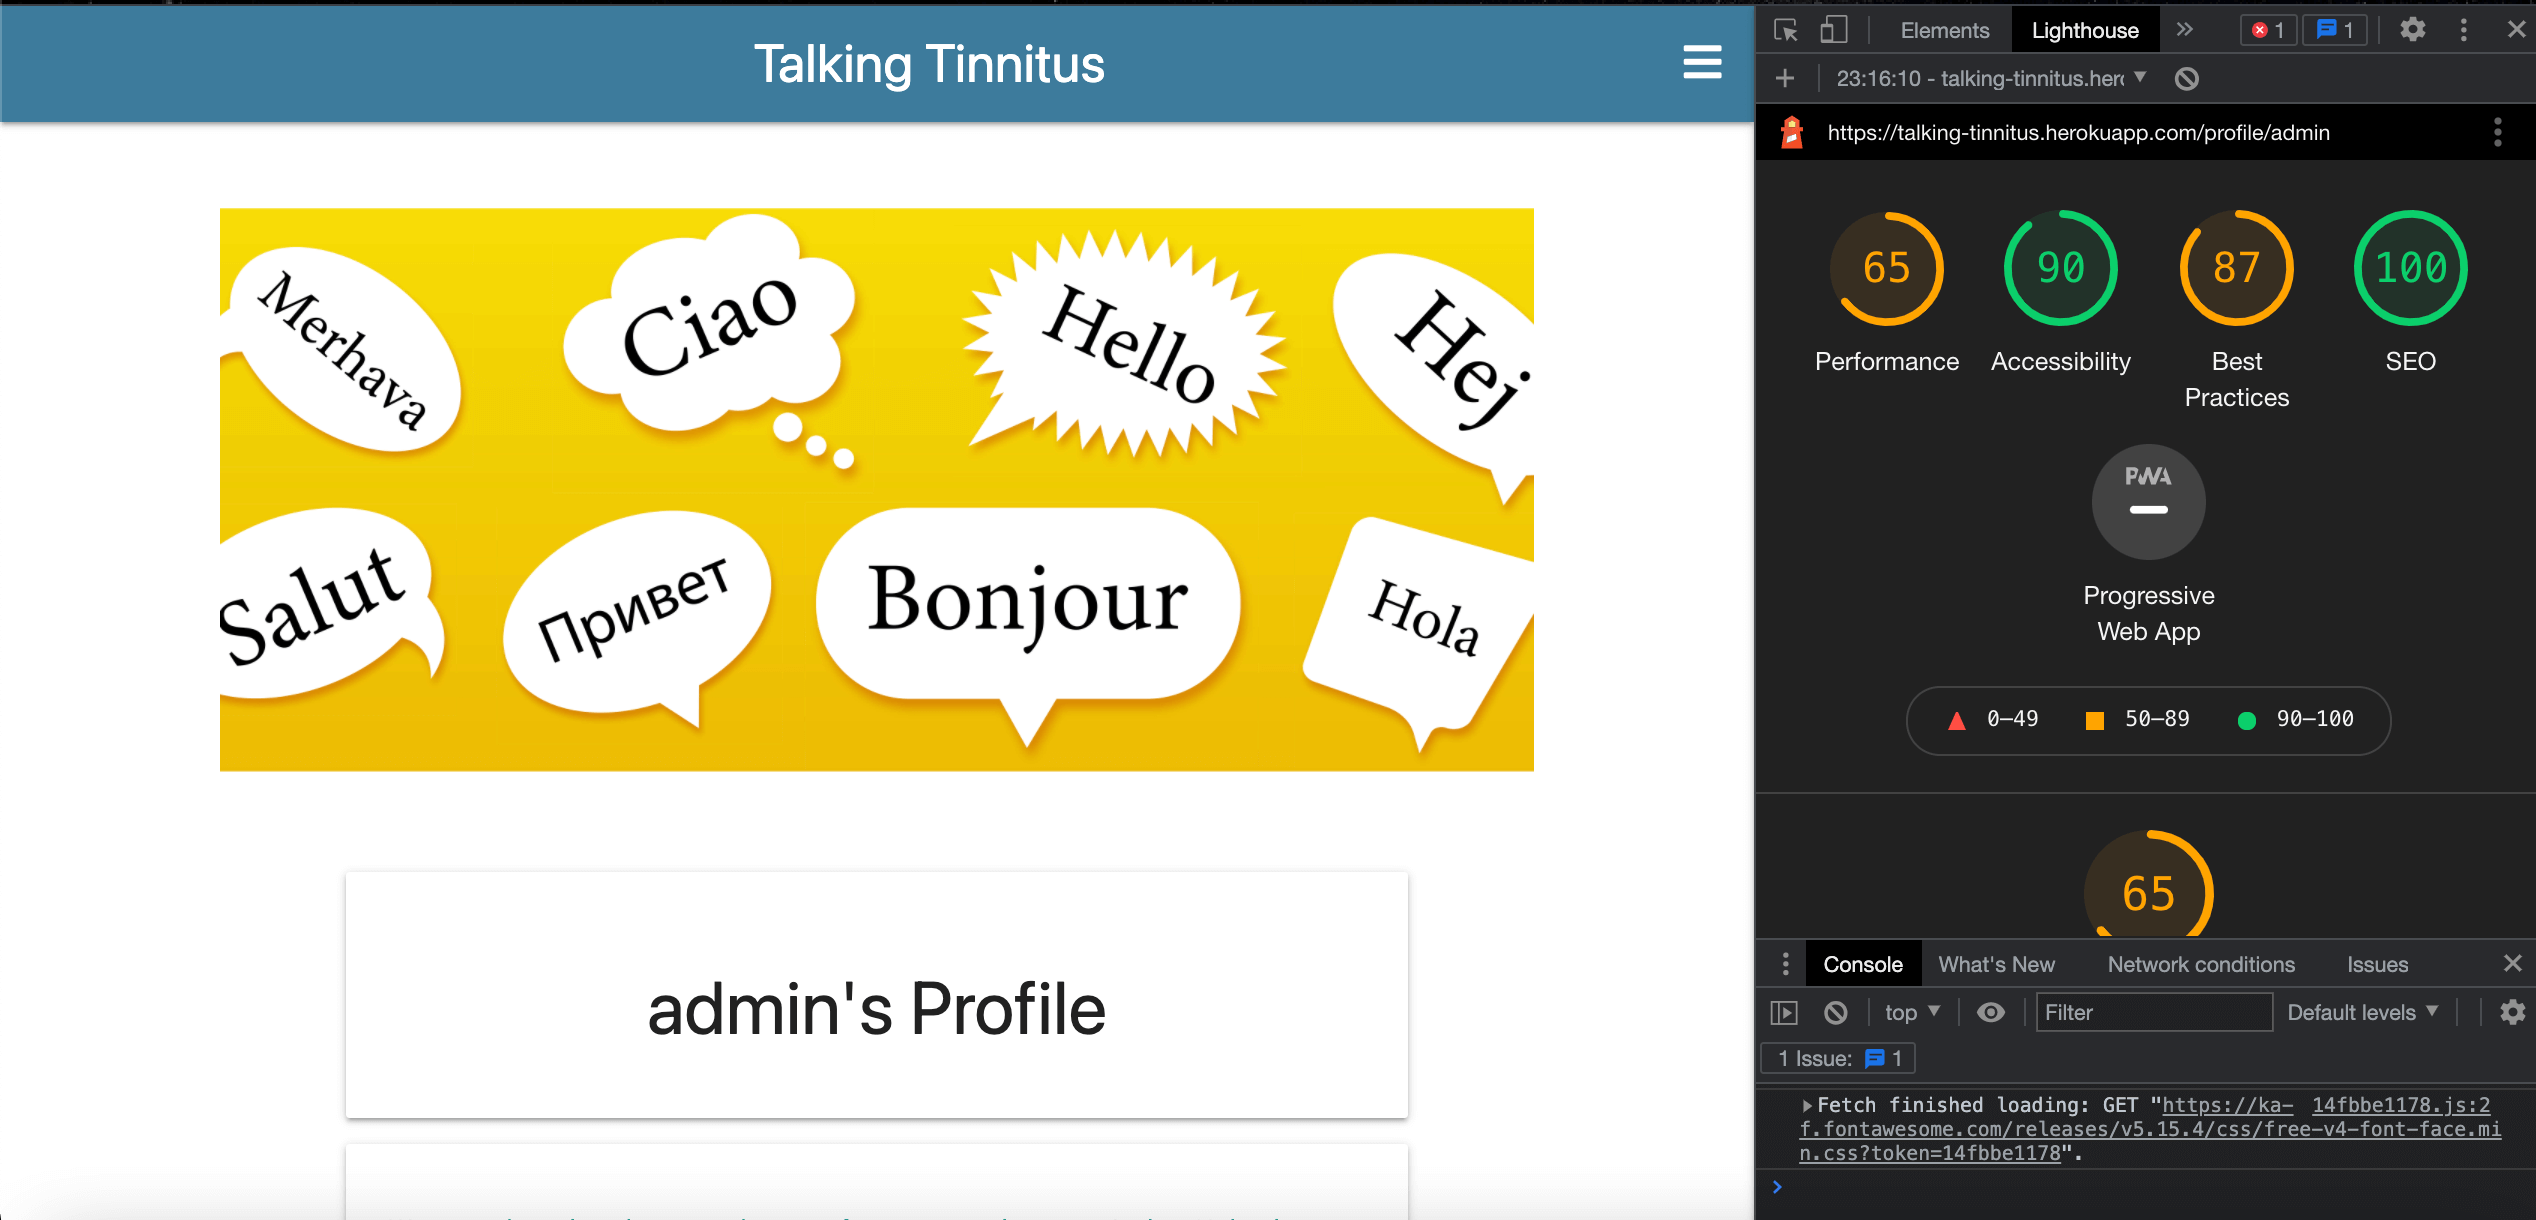 Talking Tinnitus
Merhava
Ciao
Hello
Hej
Salut
Привет
Bonjour
Hola
admin's Profile
Elements
Lighthouse
1
1
23:16:10 - talking-tinnitus.her
https://talking-tinnitus.herokuapp.com/profile/admin
65
90
87
100
Performance
Accessibility
Best
Practices
SEO
PWA
Progressive
Web App
0–49
50–89
90–100
65
Console
What's New
Network conditions
Issues
top
Filter
Default levels
1 Issue:
1
Fetch finished loading: GET "https://ka- 14fbbe1178.js:2
f.fontawesome.com/releases/v5.15.4/css/free-v4-font-face.mi
n.css?token=14fbbe1178".